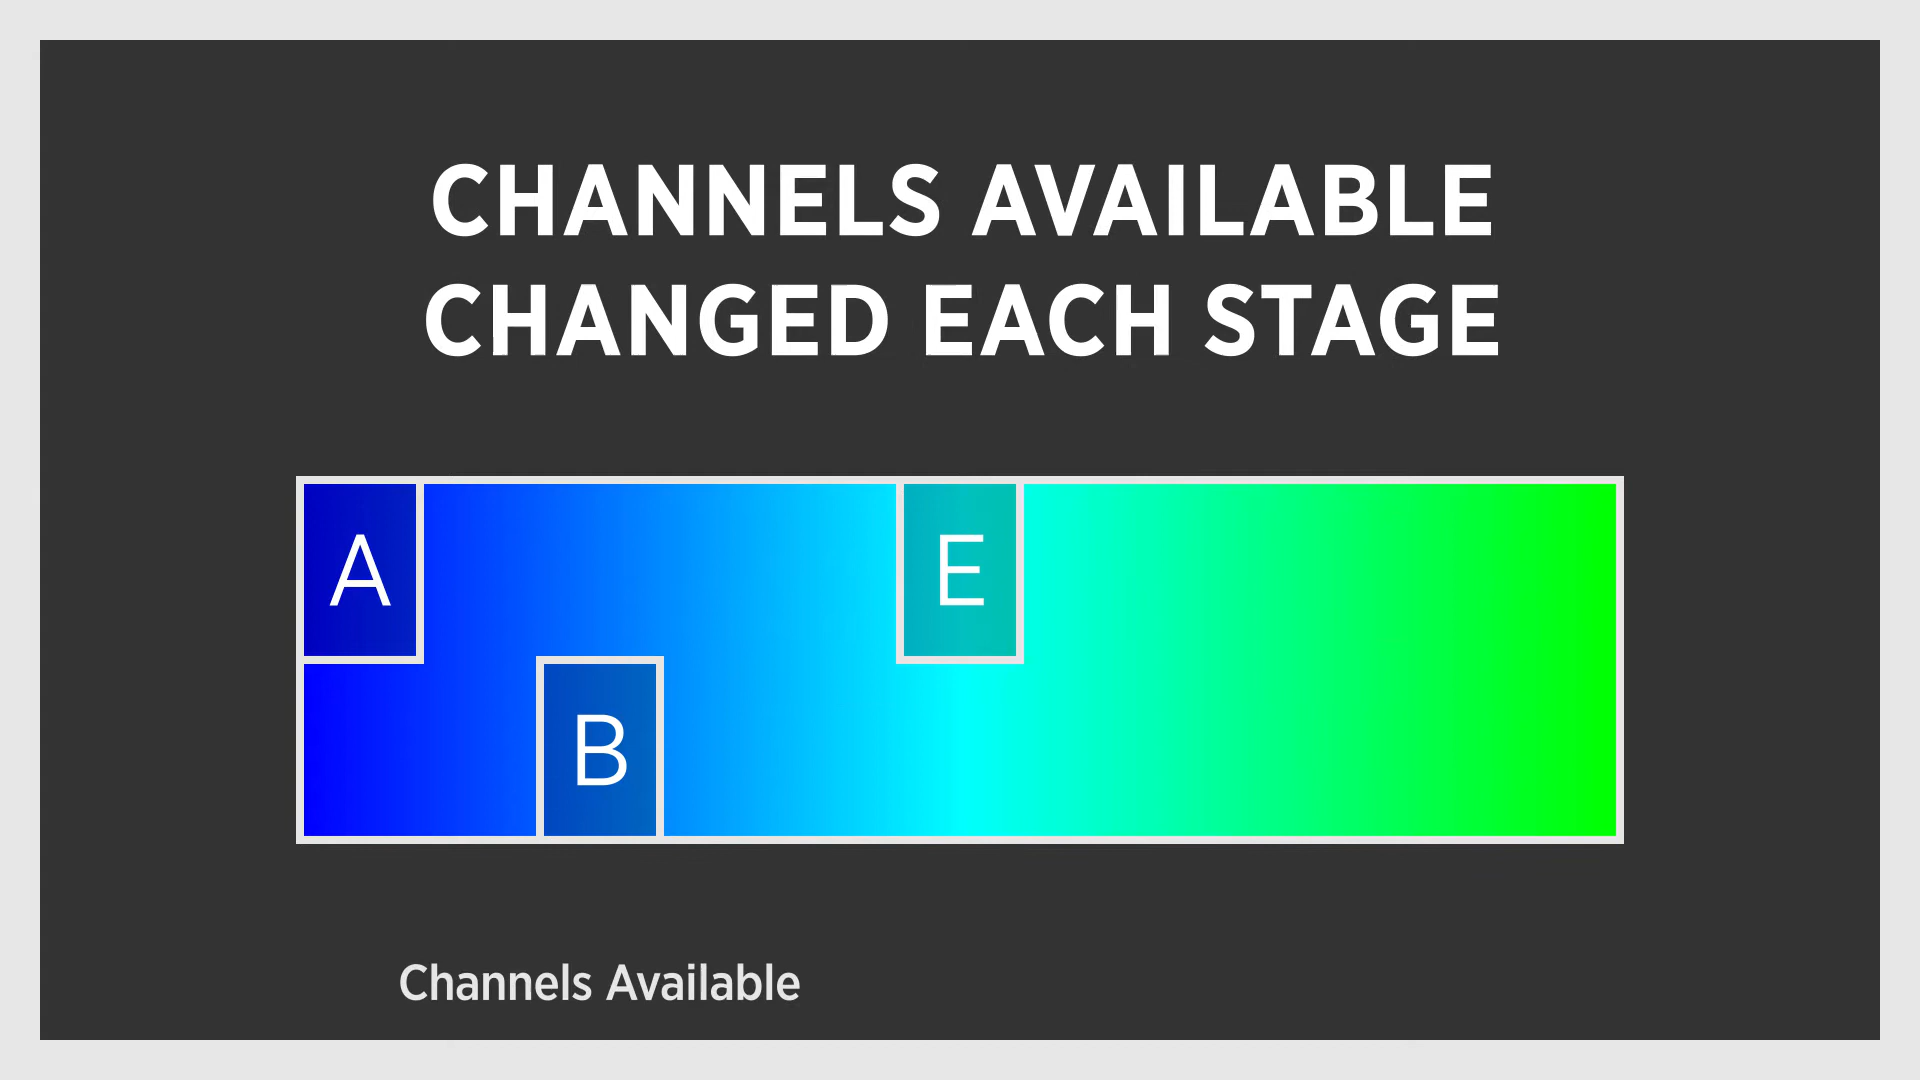 CHANNELS AVAILABLE
CHANGED EACH STAGE
A
E
B
Channels Available